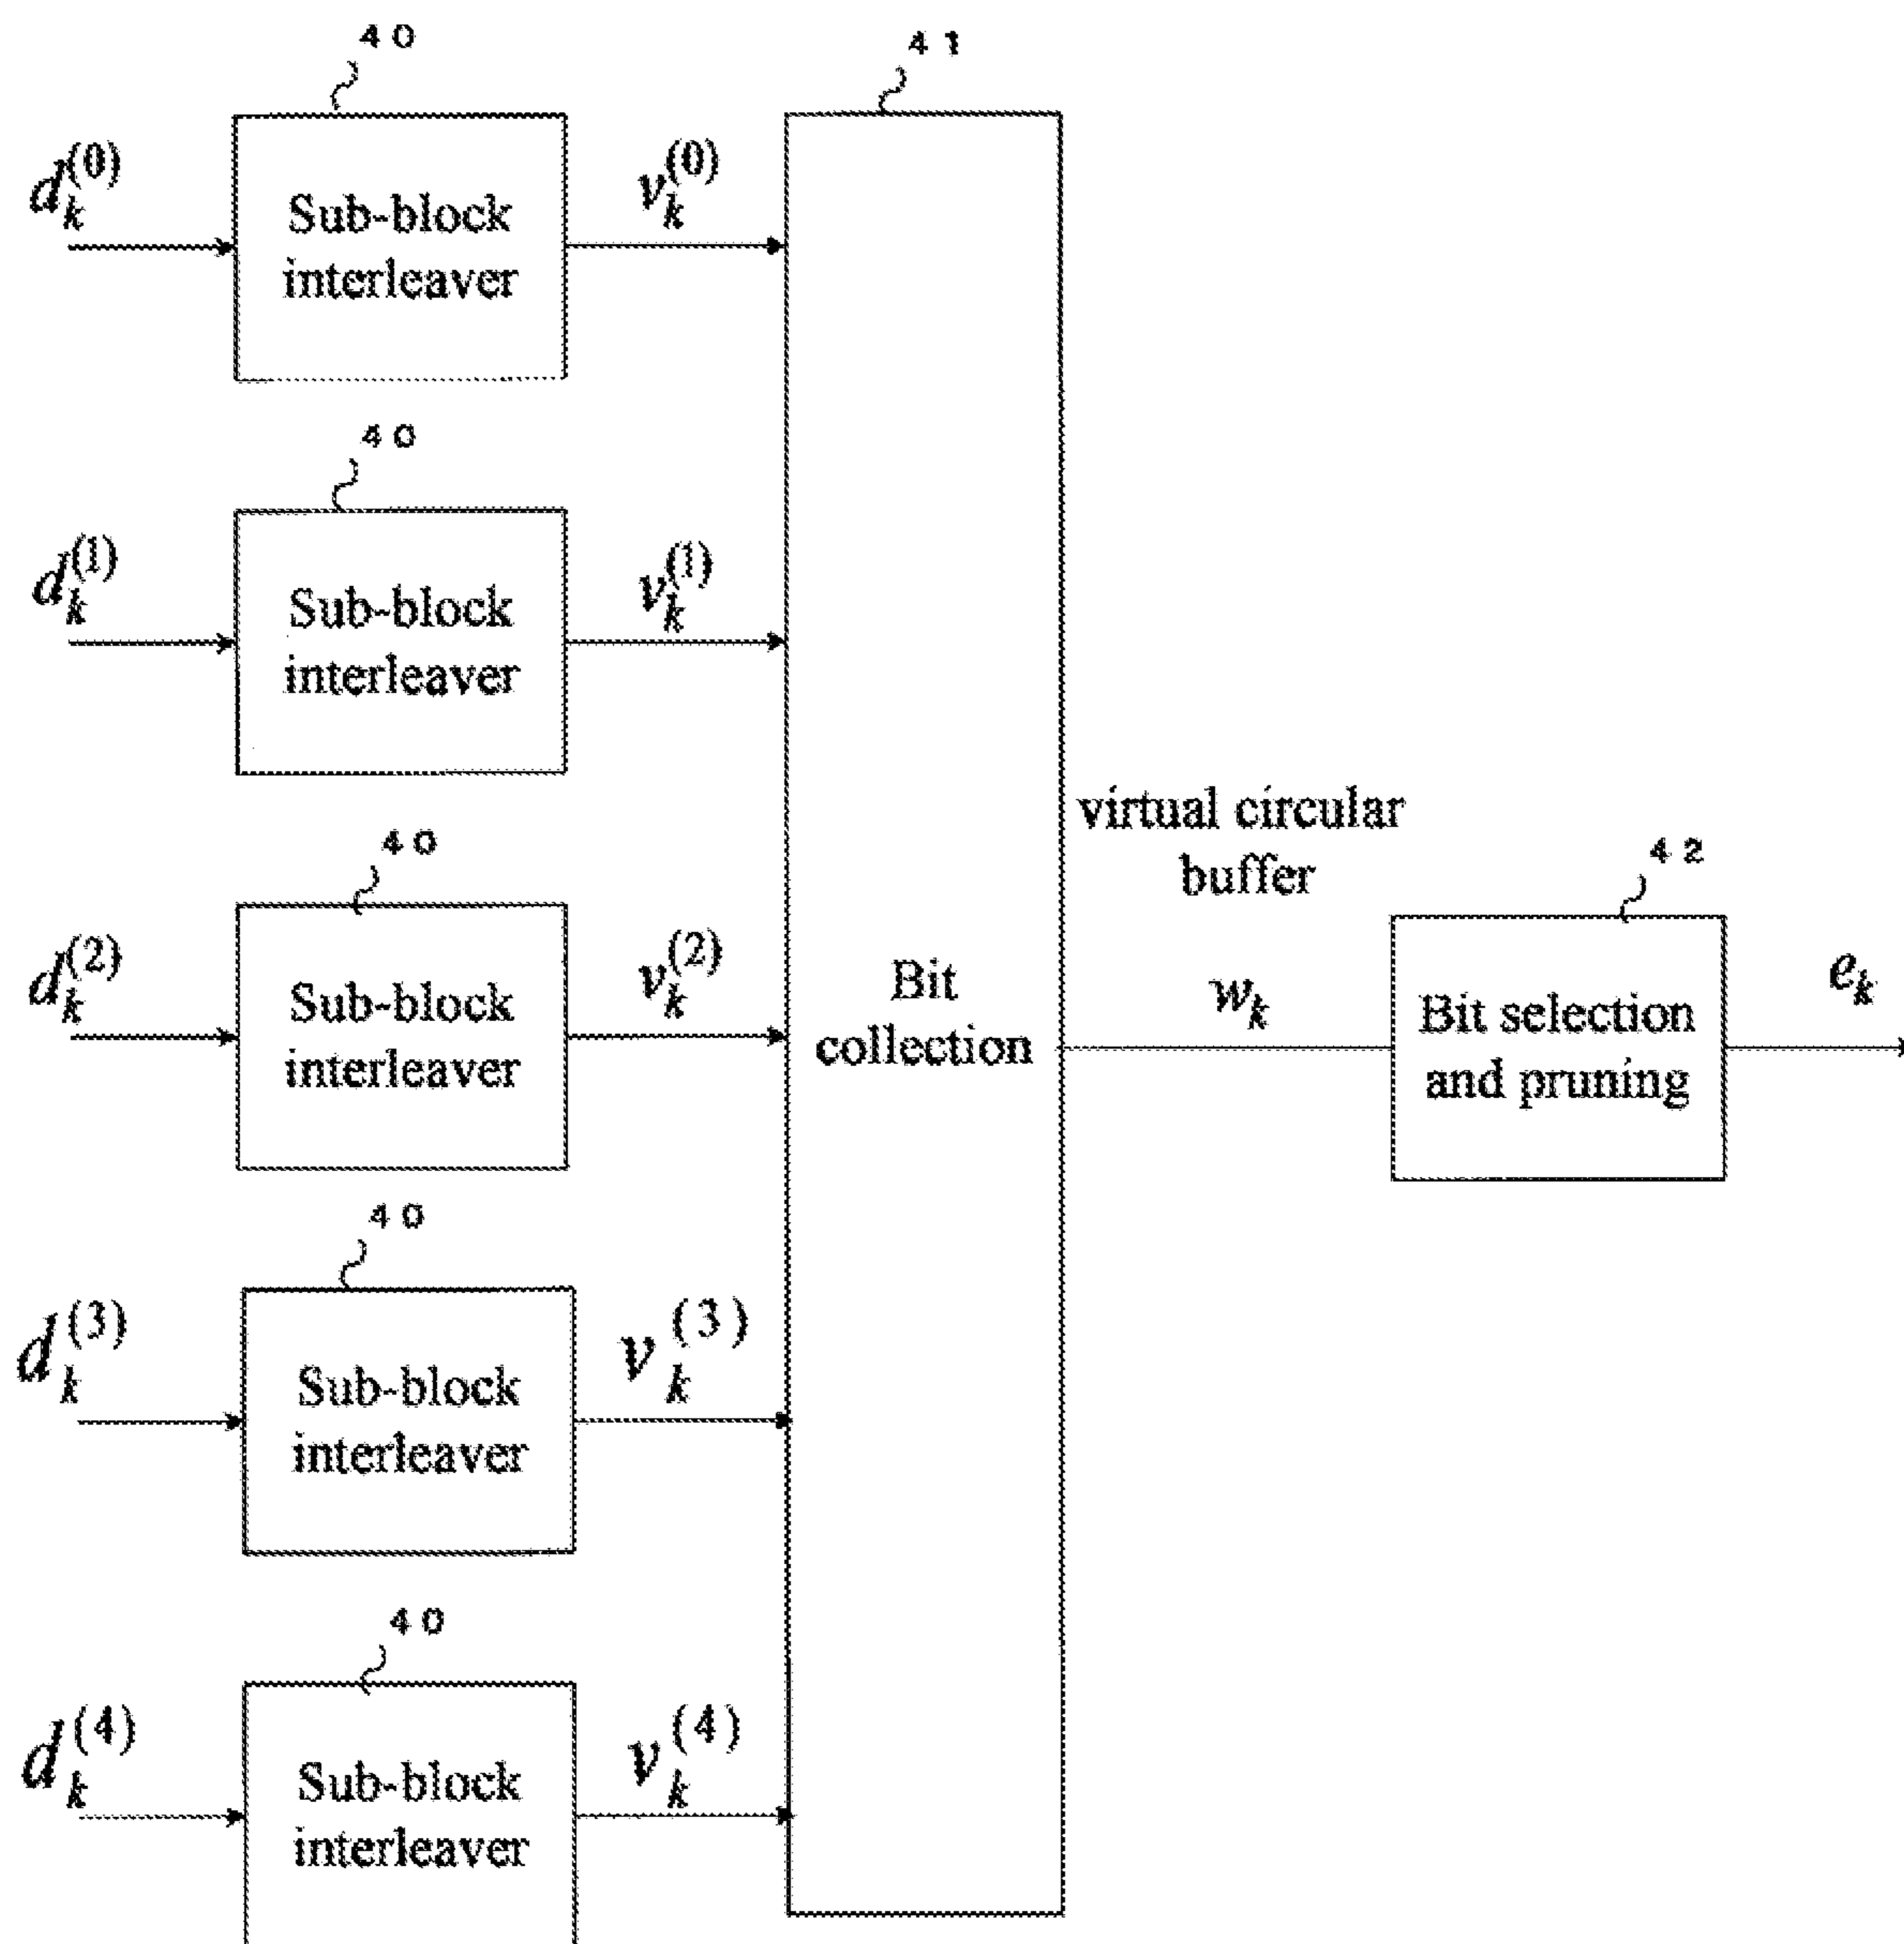 40
41
d_k^(0)
Sub-block
interleaver
v_k^(0)
40
d_k^(1)
Sub-block
interleaver
v_k^(1)
virtual circular
buffer
40
42
d_k^(2)
Sub-block
interleaver
v_k^(2)
Bit
collection
w_k
Bit selection
and pruning
e_k
40
d_k^(3)
Sub-block
interleaver
v_k^(3)
40
d_k^(4)
Sub-block
interleaver
v_k^(4)